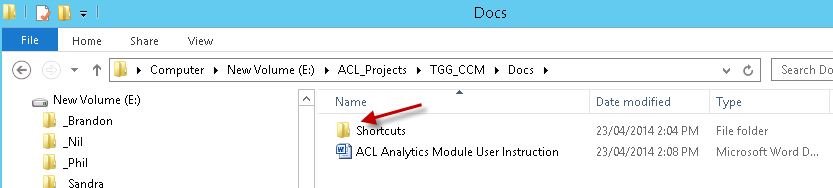 Docs
File Home Share View
Computer New Volume (E:) ACL_Projects TGG_CCM Docs Search Do
New Volume (E:) Name Date modified Type
_Brandon
_Nil Shortcuts 23/04/2014 2:04 PM File folder
_Phil ACL Analytics Module User Instruction 23/04/2014 2:08 PM Microsoft Word D...
_Sandra